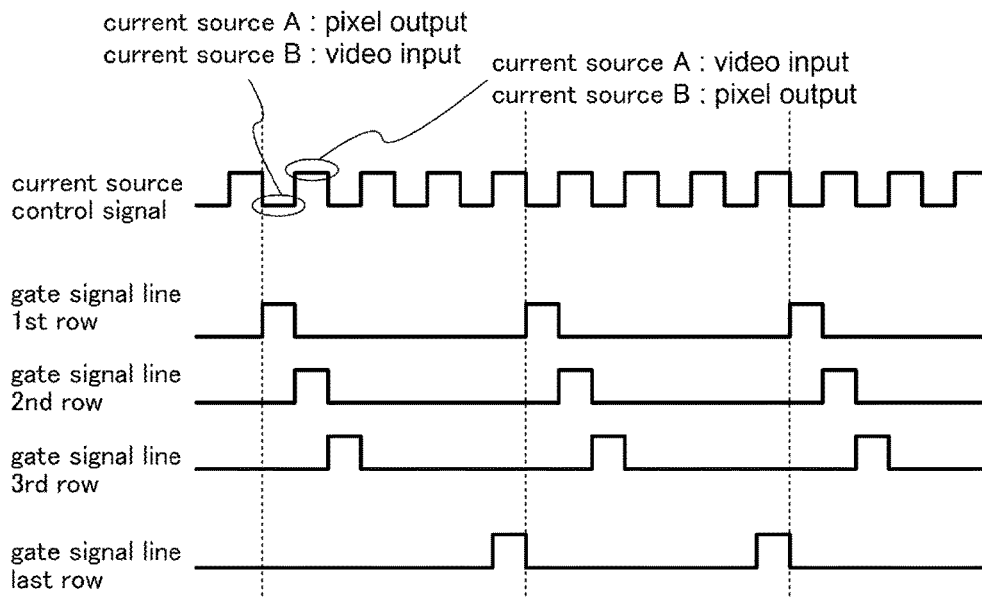 current source A : pixel output
current source B : video input
current source A : video input
current source B : pixel output
current source
control signal
gate signal line
1st row
gate signal line
2nd row
gate signal line
3rd row
gate signal line
last row